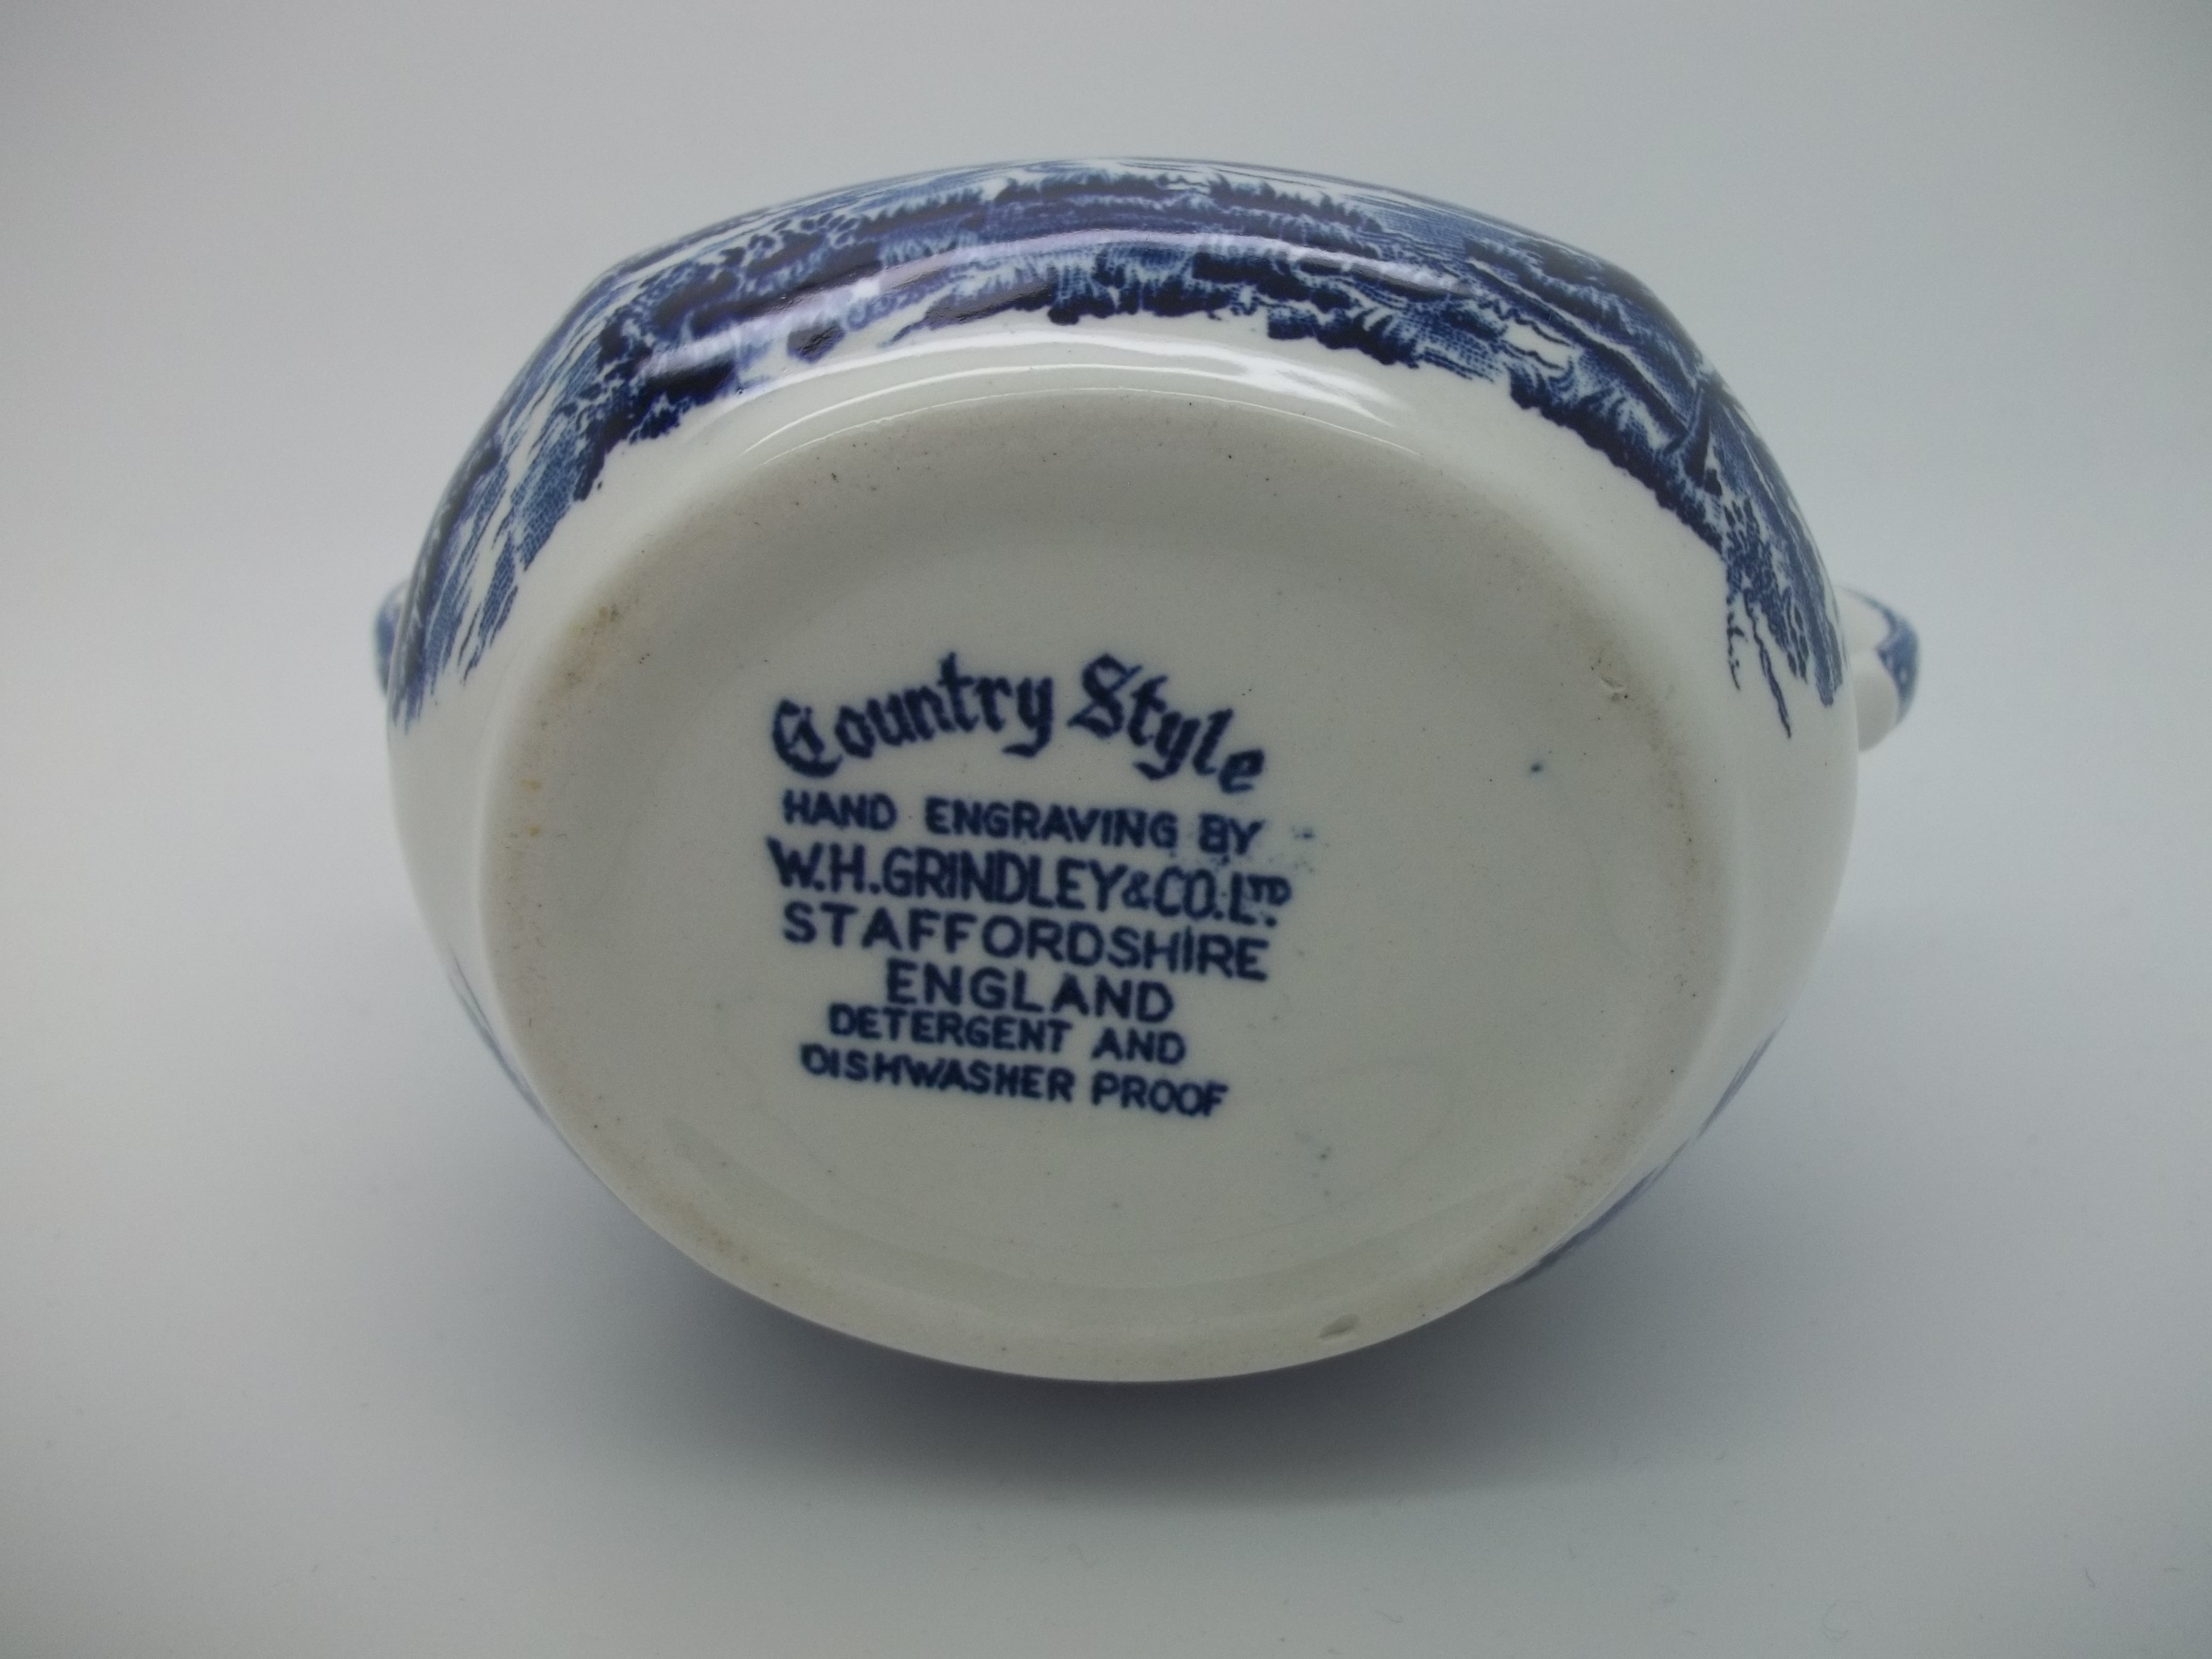 Country Style
HAND ENGRAVING BY
W.H.GRINDLEY&CO.LTD.
STAFFORDSHIRE
ENGLAND
DETERGENT AND
DISHWASHER PROOF